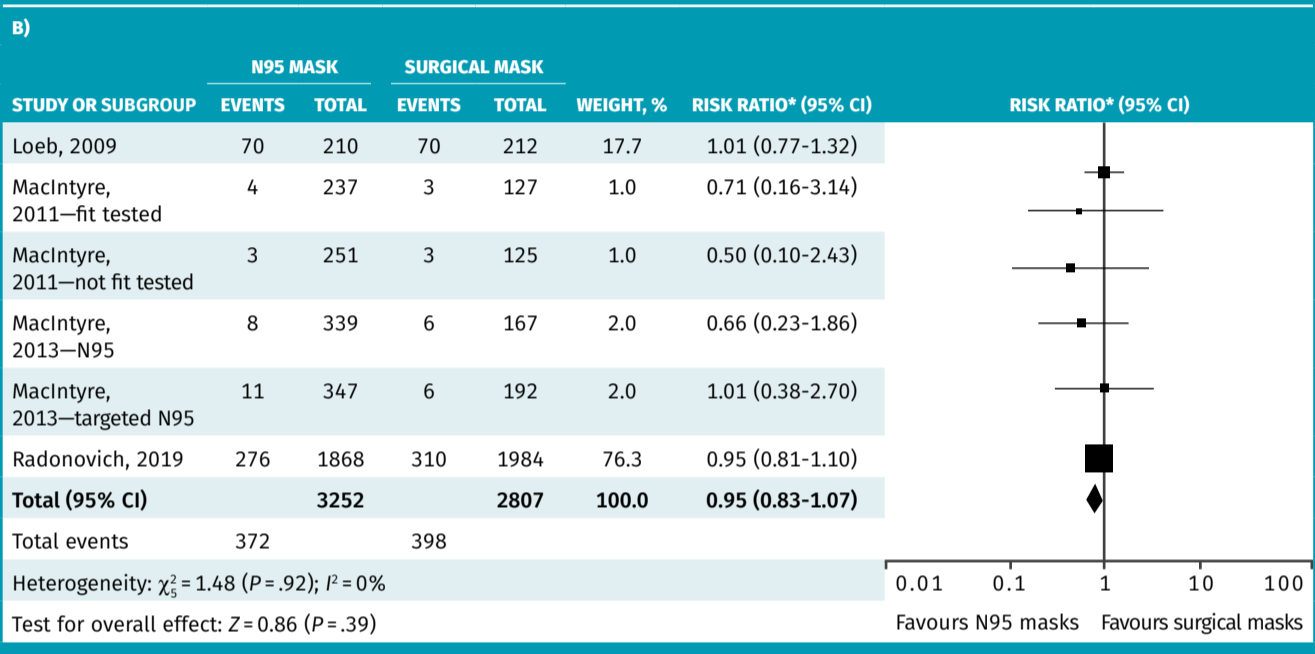 B)
N95 MASK SURGICAL MASK
STUDY OR SUBGROUP EVENTS TOTAL EVENTS TOTAL WEIGHT, % RISK RATIO* (95% CI) RISK RATIO* (95% CI)
Loeb, 2009 70 210 70 212 17.7 1.01 (0.77-1.32)
MacIntyre, 4 237 3 127 1.0 0.71 (0.16-3.14)
2011—fit tested
MacIntyre, 3 251 3 125 1.0 0.50 (0.10-2.43)
2011—not fit tested
MacIntyre, 8 339 6 167 2.0 0.66 (0.23-1.86)
2013—N95
MacIntyre, 11 347 6 192 2.0 1.01 (0.38-2.70)
2013—targeted N95
Radonovich, 2019 276 1868 310 1984 76.3 0.95 (0.81-1.10)
Total (95% CI) 3252 2807 100.0 0.95 (0.83-1.07)
Total events 372 398
Heterogeneity: χ²₅ = 1.48 (P = .92); I² = 0%
0.01 0.1 1 10 100
Test for overall effect: Z = 0.86 (P = .39) Favours N95 masks Favours surgical masks